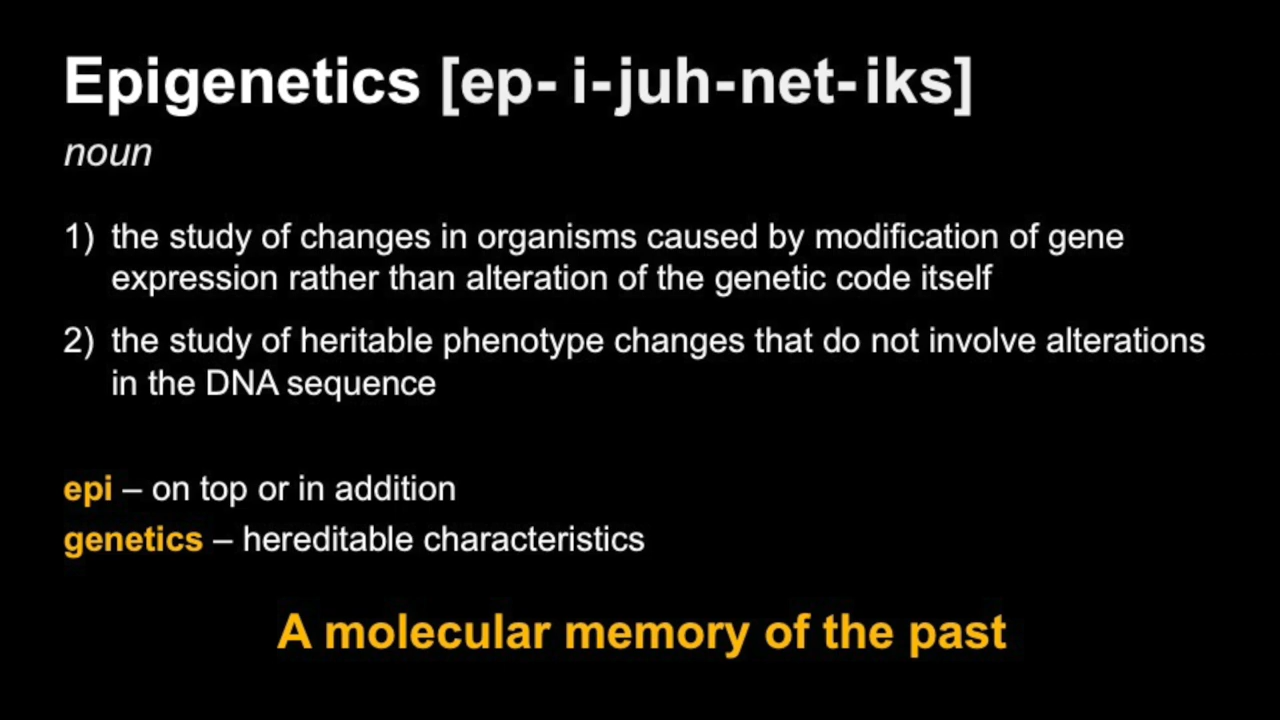 Epigenetics [ep- i-juh-net-iks]
noun
1) the study of changes in organisms caused by modification of gene
expression rather than alteration of the genetic code itself
2) the study of heritable phenotype changes that do not involve alterations
in the DNA sequence
epi – on top or in addition
genetics – hereditable characteristics
A molecular memory of the past